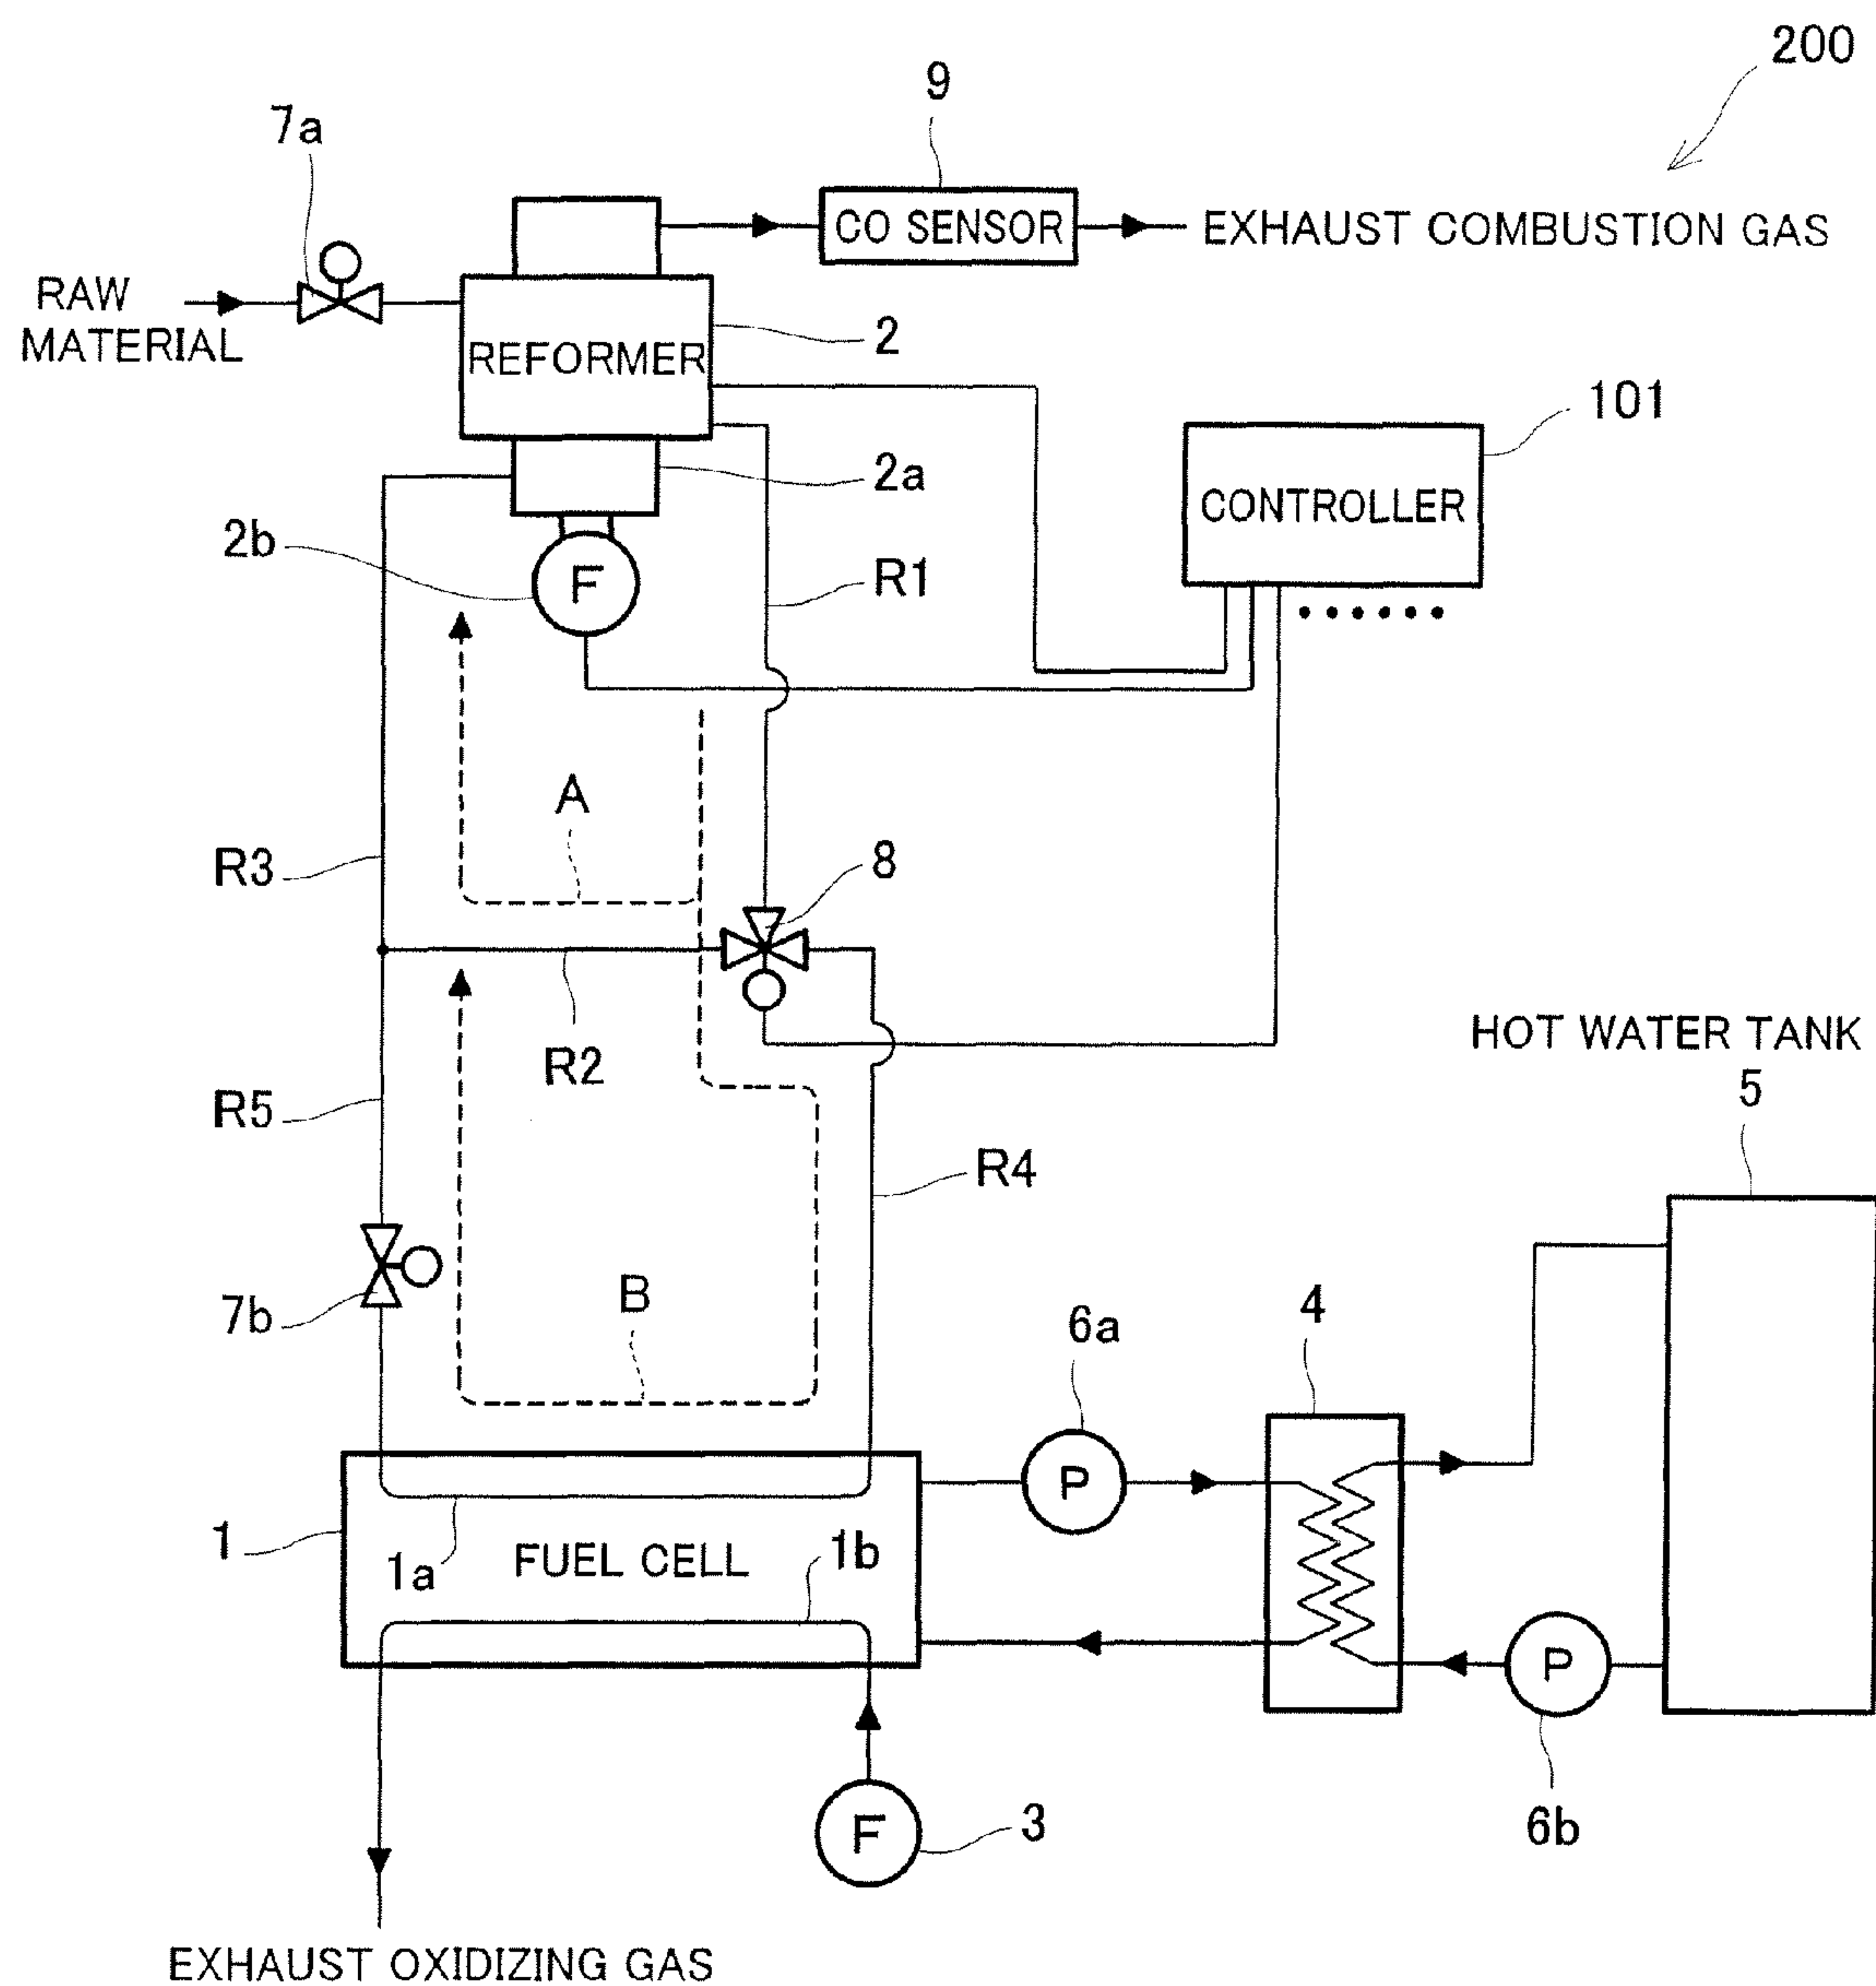 200
9
7a
CO SENSOR
EXHAUST COMBUSTION GAS
RAW
MATERIAL
2
REFORMER
101
2a
CONTROLLER
2b
F
R1
A
8
R3
HOT WATER TANK
R2
5
R5
R4
B
4
7b
6a
P
1
1a
FUEL CELL
1b
P
F
3
6b
EXHAUST OXIDIZING GAS